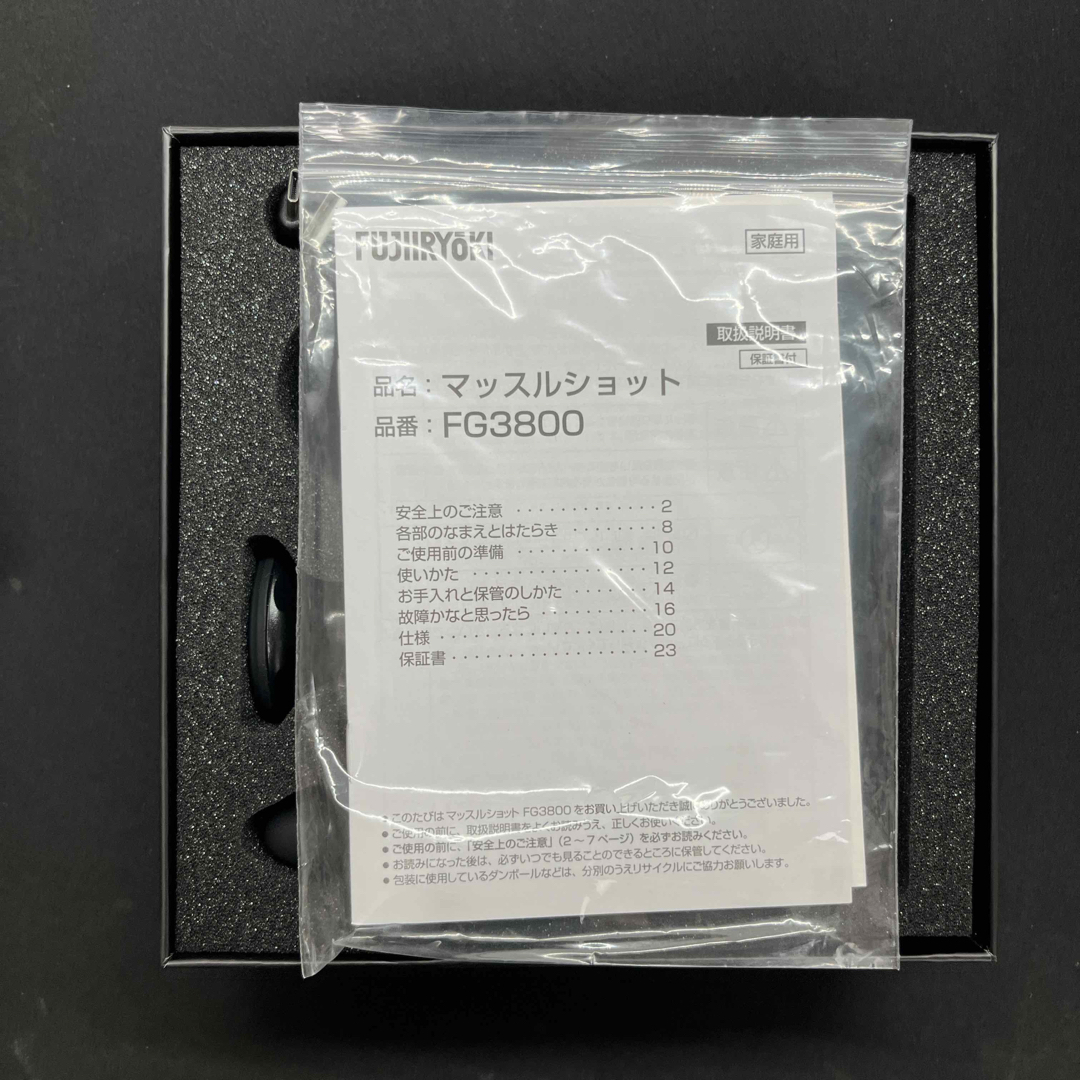 FUJIIRYōKI
家庭用
取扱説明書
保証書付
品名：マッスルショット
品番：FG3800
安全上のご注意 ・・・・・・・・・・・・・ 2
各部のなまえとはたらき ・・・・・・・・ 8
ご使用前の準備 ・・・・・・・・・・・・ 10
使いかた ・・・・・・・・・・・・・・・・ 12
お手入れと保管のしかた ・・・・・・・ 14
故障かなと思ったら ・・・・・・・・・・ 16
仕様 ・・・・・・・・・・・・・・・・・・・ 20
保証書 ・・・・・・・・・・・・・・・・・・ 23
● このたびは マッスルショット FG3800 をお買い上げいただき誠にありがとうございました。
● ご使用の前に、取扱説明書をよくお読みうえ、正しくお使いください。
● ご使用の前に、「安全上のご注意」（2～7ページ）を必ずお読みください。
● お読みになった後は、必ずいつでも見ることのできるところに保管してください。
● 包装に使用しているダンボールなどは、分別のうえリサイクルにご協力お願いします。